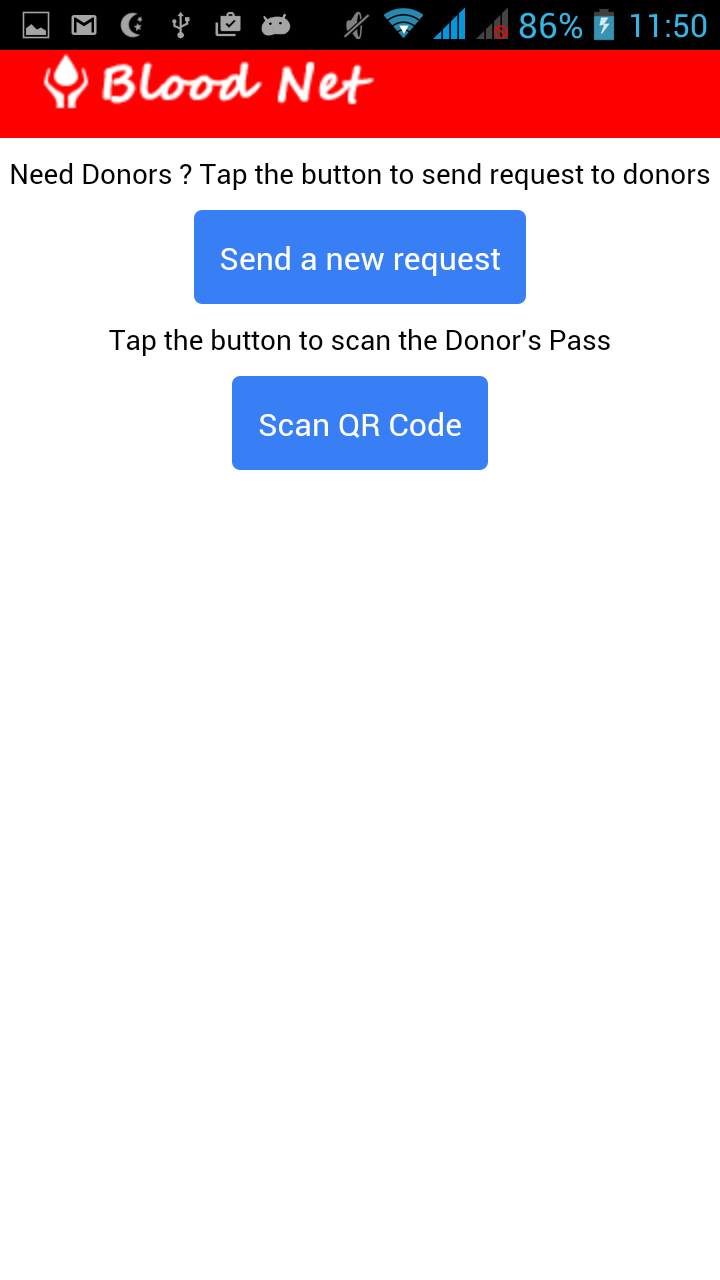 86% 11:50
Blood Net
Need Donors ? Tap the button to send request to donors
Send a new request
Tap the button to scan the Donor's Pass
Scan QR Code